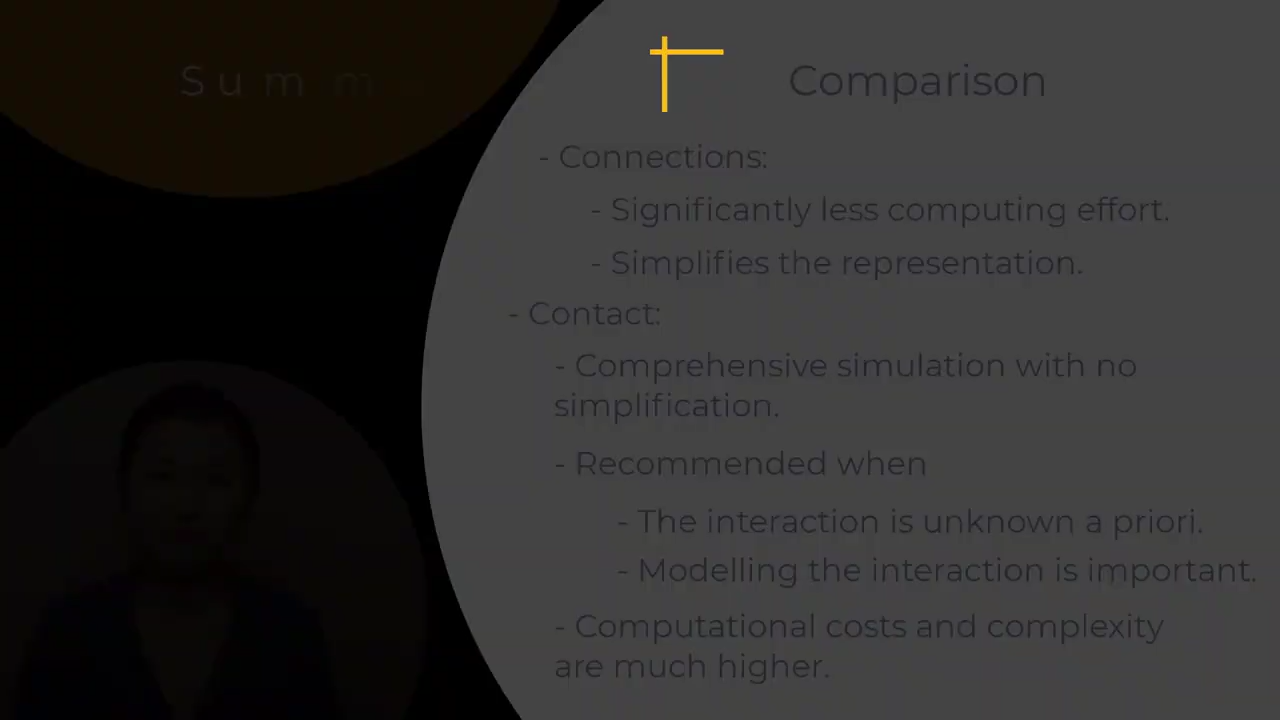 Summ
Comparison
- Connections:
- Significantly less computing effort.
- Simplifies the representation.
- Contact:
- Comprehensive simulation with no
simplification.
- Recommended when
- The interaction is unknown a priori.
- Modelling the interaction is important.
- Computational costs and complexity
are much higher.